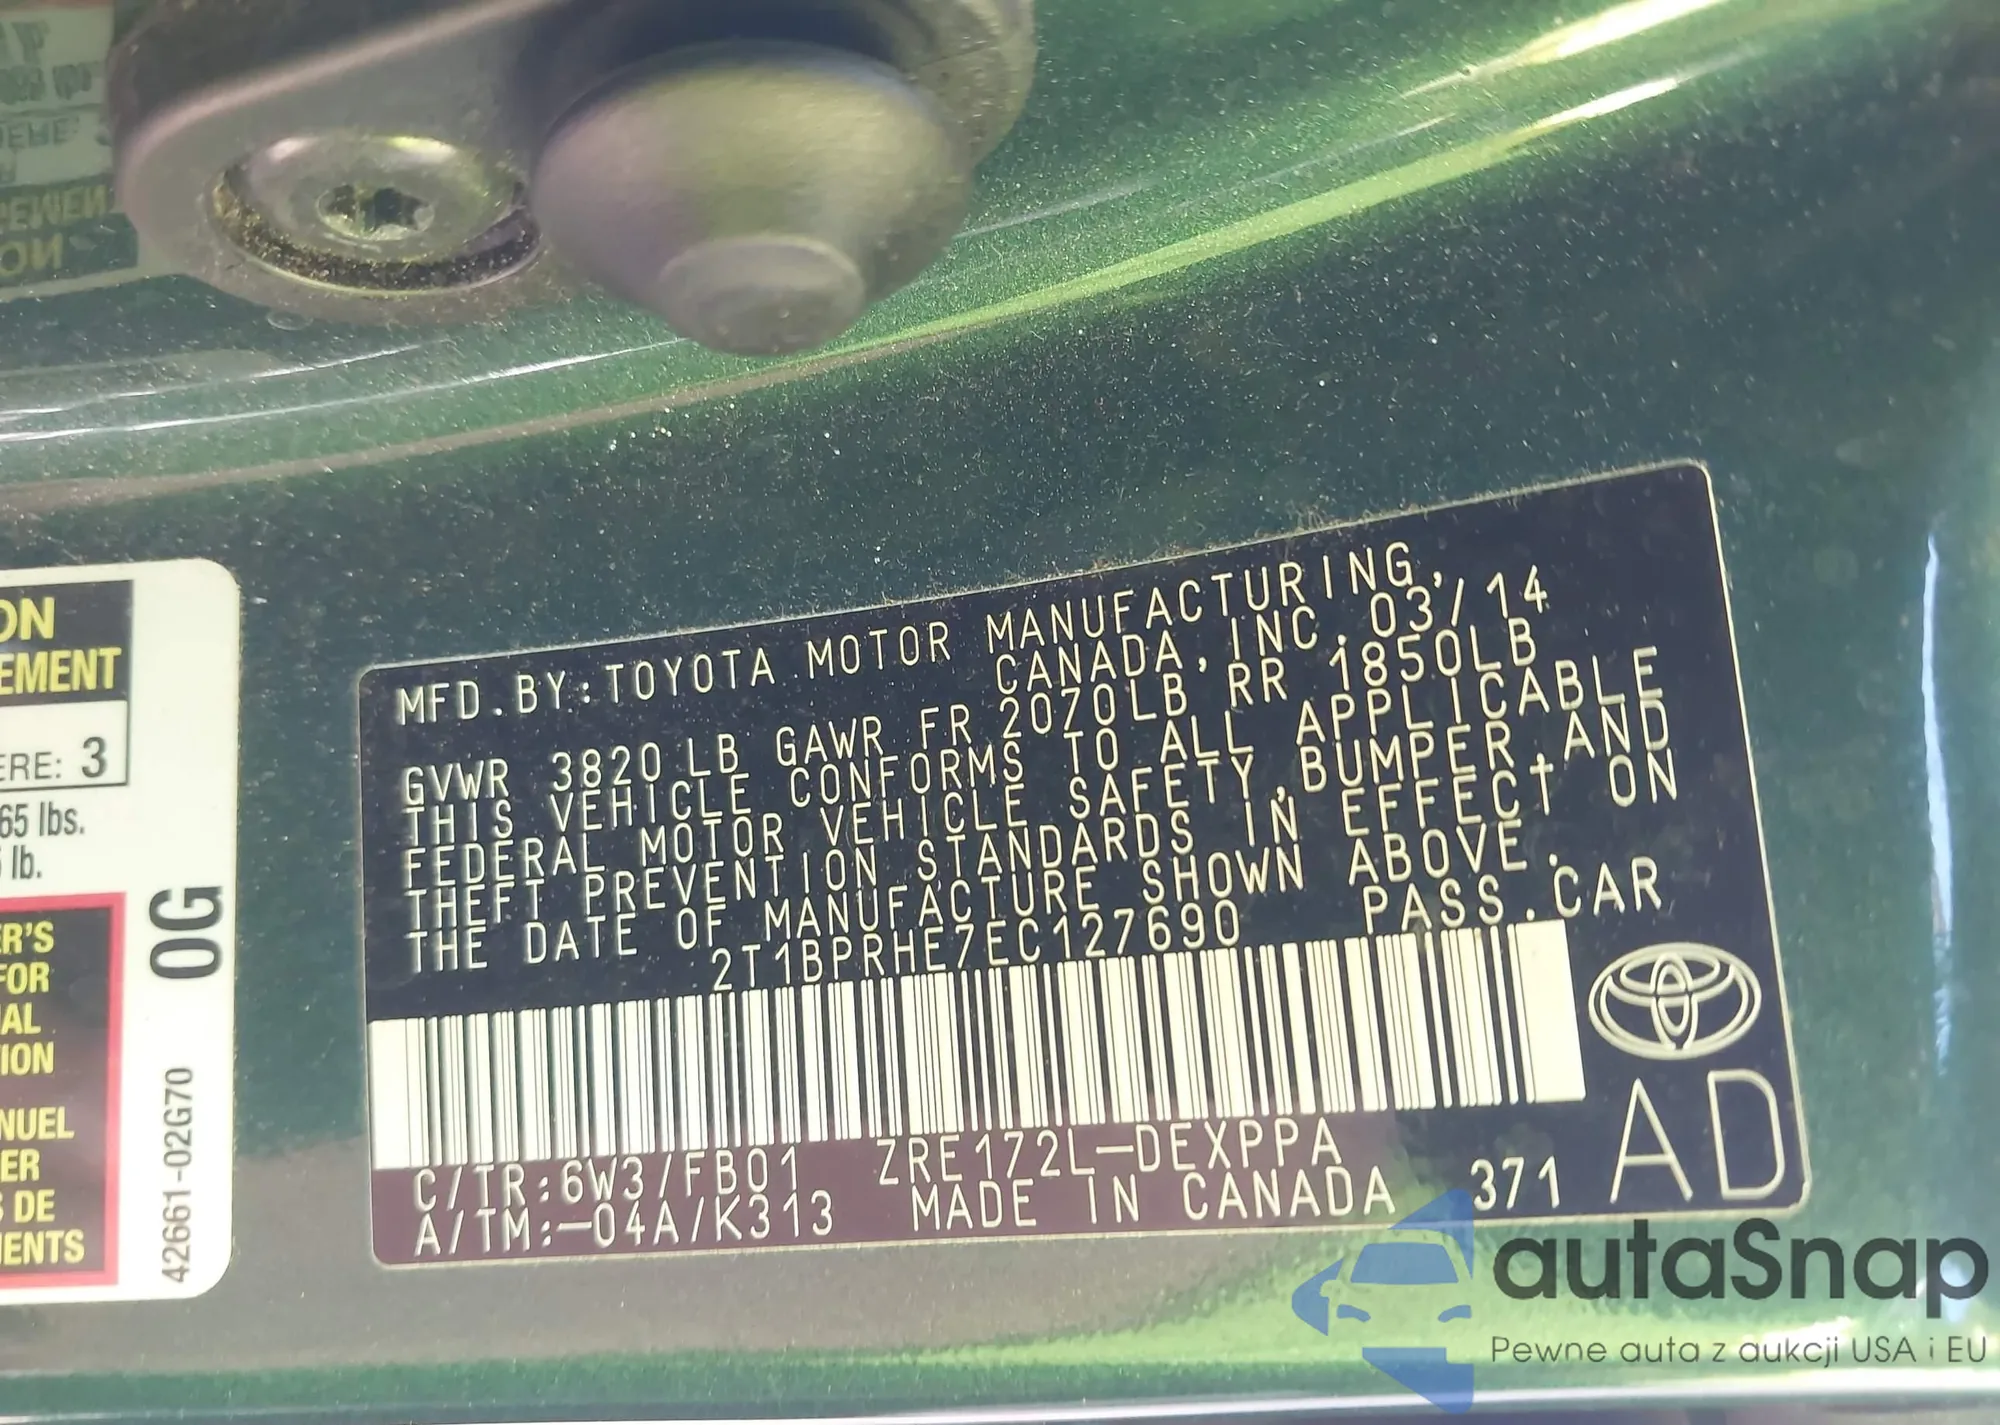 ON
EMENT
ERE: 3
65 lbs.
lb.
ER'S
FOR
AL
TION
NUEL
ER
S DE
MENTS
0G
42661-02G70
MFD.BY:TOYOTA MOTOR MANUFACTURING,
CANADA,INC. 03/14
GVWR 3820LB GAWR FR 2070LB RR 1850LB
THIS VEHICLE CONFORMS TO ALL APPLICABLE
FEDERAL MOTOR VEHICLE SAFETY,BUMPER,AND
THEFT PREVENTION STANDARDS IN EFFECT ON
THE DATE OF MANUFACTURE SHOWN ABOVE.
2T1BPRHE7EC127690 PASS.CAR
C/TR:6W3/FB01 ZRE172L-DEXPPA
A/TM:-04A/K313 MADE IN CANADA 371
AD
autaSnap
Pewne auta z aukcji USA i EU